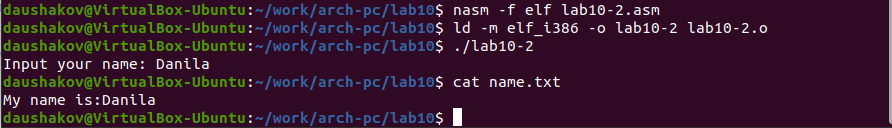 daushakov@VirtualBox-Ubuntu:~/work/arch-pc/lab10$ nasm -f elf lab10-2.asm
daushakov@VirtualBox-Ubuntu:~/work/arch-pc/lab10$ ld -m elf_i386 -o lab10-2 lab10-2.o
daushakov@VirtualBox-Ubuntu:~/work/arch-pc/lab10$ ./lab10-2
Input your name: Danila
daushakov@VirtualBox-Ubuntu:~/work/arch-pc/lab10$ cat name.txt
My name is:Danila
daushakov@VirtualBox-Ubuntu:~/work/arch-pc/lab10$